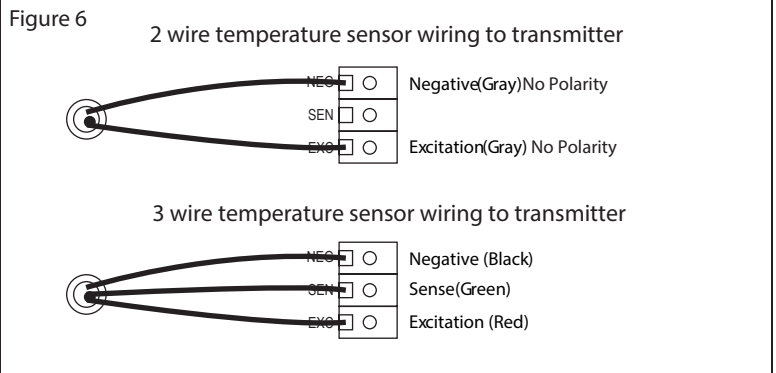 Figure 6
2 wire temperature sensor wiring to transmitter
NEG
Negative(Gray)No Polarity
SEN
EXC
Excitation(Gray) No Polarity
3 wire temperature sensor wiring to transmitter
NEG
Negative (Black)
SEN
Sense(Green)
EXC
Excitation (Red)